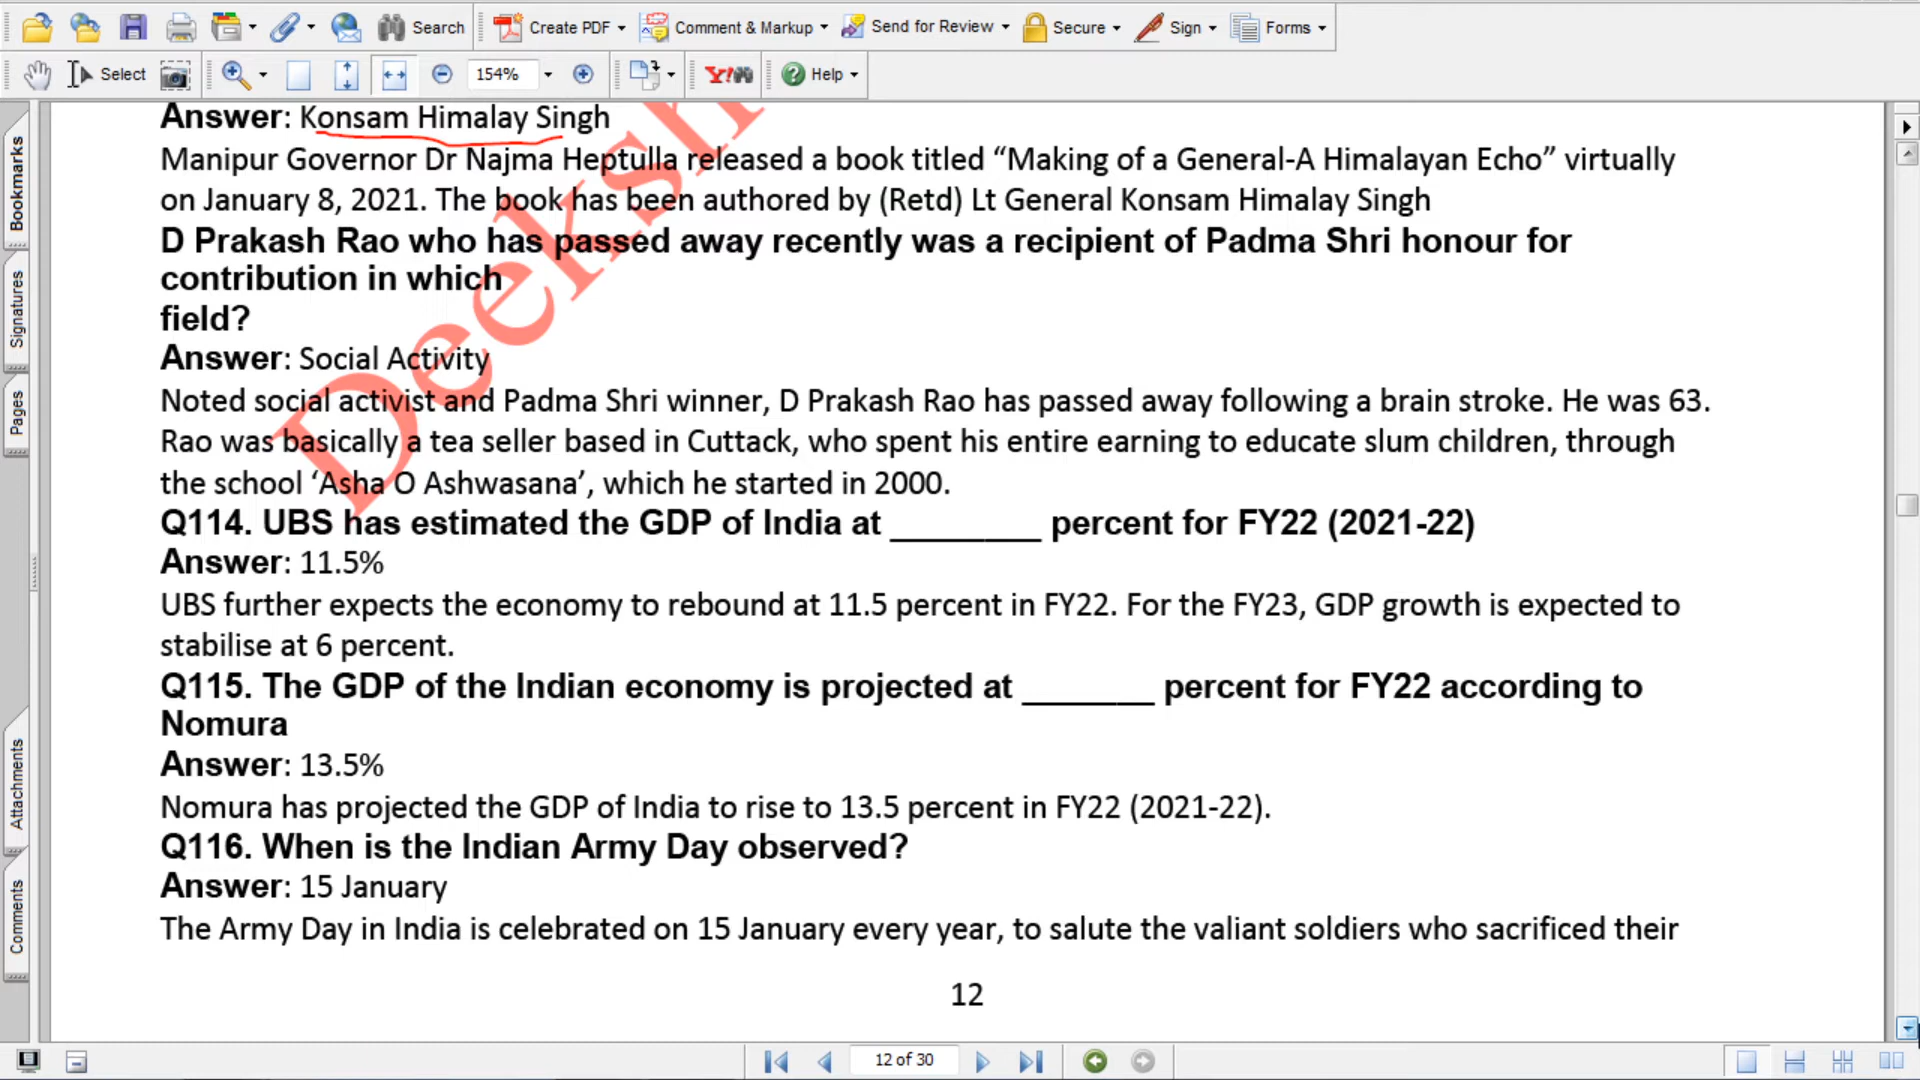 Search
Create PDF
Comment & Markup
Send for Review
Secure
Sign
Forms
Select
154%
Y!
Help
Bookmarks
Signatures
Pages
Attachments
Comments
Answer: Konsam Himalay Singh
Manipur Governor Dr Najma Heptulla released a book titled “Making of a General-A Himalayan Echo” virtually
on January 8, 2021. The book has been authored by (Retd) Lt General Konsam Himalay Singh
D Prakash Rao who has passed away recently was a recipient of Padma Shri honour for
contribution in which
field?
Answer: Social Activity
Noted social activist and Padma Shri winner, D Prakash Rao has passed away following a brain stroke. He was 63.
Rao was basically a tea seller based in Cuttack, who spent his entire earning to educate slum children, through
the school ‘Asha O Ashwasana’, which he started in 2000.
Q114. UBS has estimated the GDP of India at ________ percent for FY22 (2021-22)
Answer: 11.5%
UBS further expects the economy to rebound at 11.5 percent in FY22. For the FY23, GDP growth is expected to
stabilise at 6 percent.
Q115. The GDP of the Indian economy is projected at _______ percent for FY22 according to
Nomura
Answer: 13.5%
Nomura has projected the GDP of India to rise to 13.5 percent in FY22 (2021-22).
Q116. When is the Indian Army Day observed?
Answer: 15 January
The Army Day in India is celebrated on 15 January every year, to salute the valiant soldiers who sacrificed their
12
Deeksh
12 of 30